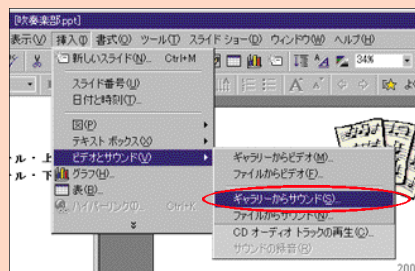 [吹奏楽部.ppt]
表示(V) 挿入(I) 書式(O) ツール(T) スライド ショー(D) ウィンドウ(W) ヘルプ(H)
新しいスライド(N)... Ctrl+M
34%
スライド番号(U)
日付と時刻(T)...
図(P)
テキスト ボックス(X)
ビデオとサウンド(V)
グラフ(H)...
表(B)...
ハイパーリンク(I)... Ctrl+K
ギャラリーからビデオ(M)...
ファイルからビデオ(E)...
ギャラリーからサウンド(S)...
ファイルからサウンド(N)...
CD オーディオ トラックの再生(C)...
サウンドの録音(R)
ル・上
ル・下
200